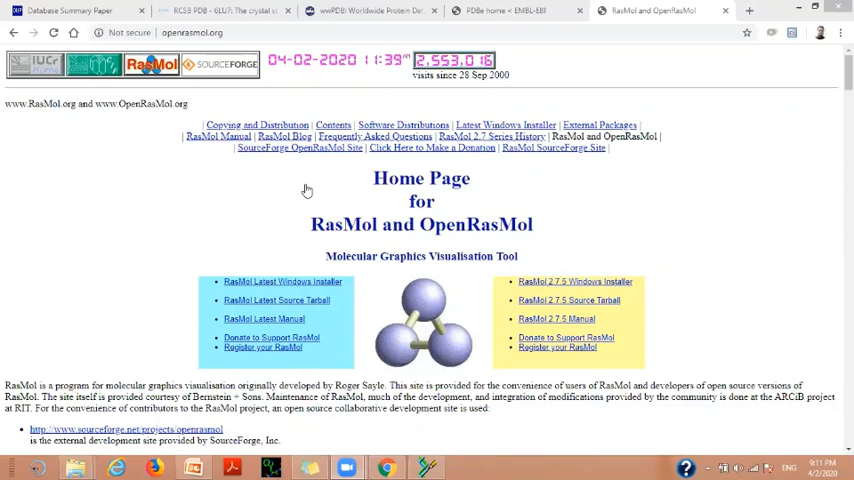 Database Summary Paper
RCSB PDB - 6LU7: The crystal s
wwPDB: Worldwide Protein Dat
PDBe home < EMBL-EBI
RasMol and OpenRasMol
Not secure | openrasmol.org
IUCr
RasMol
SOURCEFORGE
04-02-2020 11:39
2,553,016
visits since 28 Sep 2000
www.RasMol.org and www.OpenRasMol.org
| Copying and Distribution | Contents | Software Distributions | Latest Windows Installer | External Packages |
| RasMol Manual | RasMol Blog | Frequently Asked Questions | RasMol 2.7 Series History | RasMol and OpenRasMol |
| SourceForge OpenRasMol Site | Click Here to Make a Donation | RasMol SourceForge Site |
Home Page
for
RasMol and OpenRasMol
Molecular Graphics Visualisation Tool
RasMol Latest Windows Installer
RasMol Latest Source Tarball
RasMol Latest Manual
Donate to Support RasMol
Register your RasMol
RasMol 2.7.5 Windows Installer
RasMol 2.7.5 Source Tarball
RasMol 2.7.5 Manual
Donate to Support RasMol
Register your RasMol
RasMol is a program for molecular graphics visualisation originally developed by Roger Sayle. This site is provided for the convenience of users of RasMol and developers of open source versions of
RasMol. The site itself is provided courtesy of Bernstein + Sons. Maintenance of RasMol, much of the development, and integration of modifications provided by the community is done at the ARCiB project
at RIT. For the convenience of contributors to the RasMol project, an open source collaborative development site is used:
http://www.sourceforge.net/projects/openrasmol
is the external development site provided by SourceForge, Inc.
ENG
9:11 PM
4/2/2020